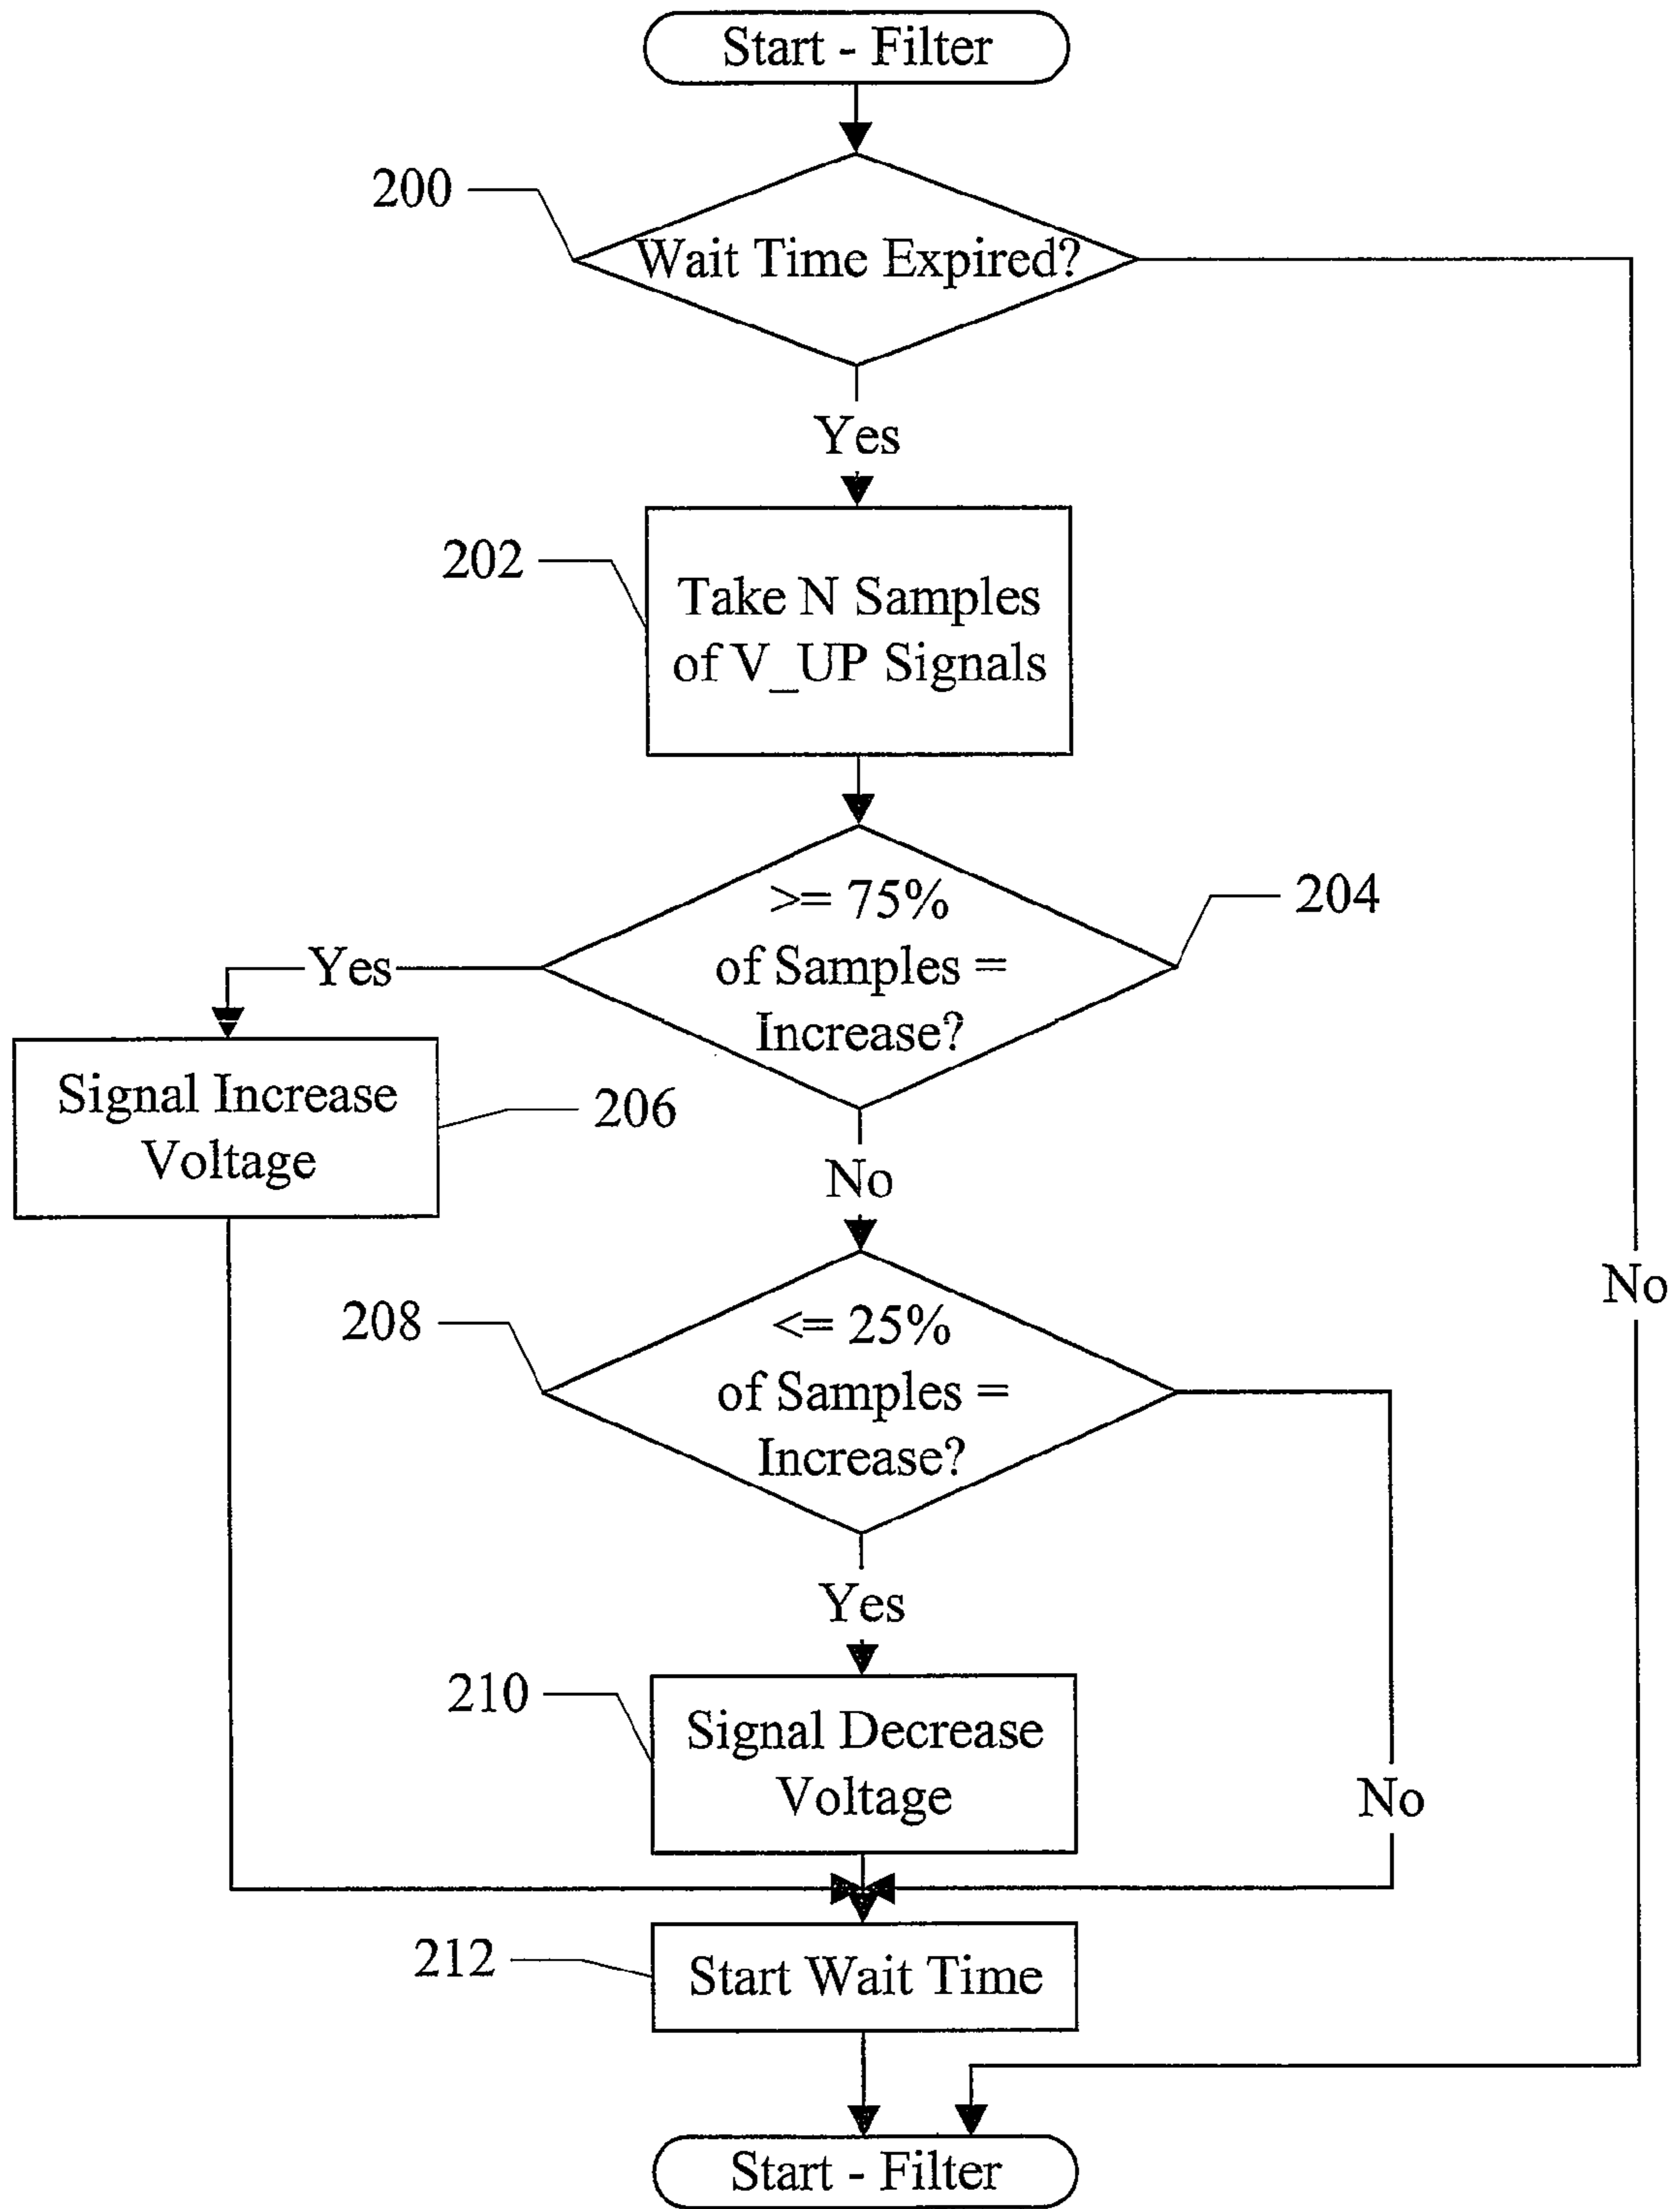 Start - Filter
200
Wait Time Expired?
Yes
202
Take N Samples
of V_UP Signals
>= 75%
of Samples =
Increase?
204
Yes
Signal Increase
Voltage
206
No
<= 25%
of Samples =
Increase?
208
No
Yes
210
Signal Decrease
Voltage
No
212
Start Wait Time
Start - Filter